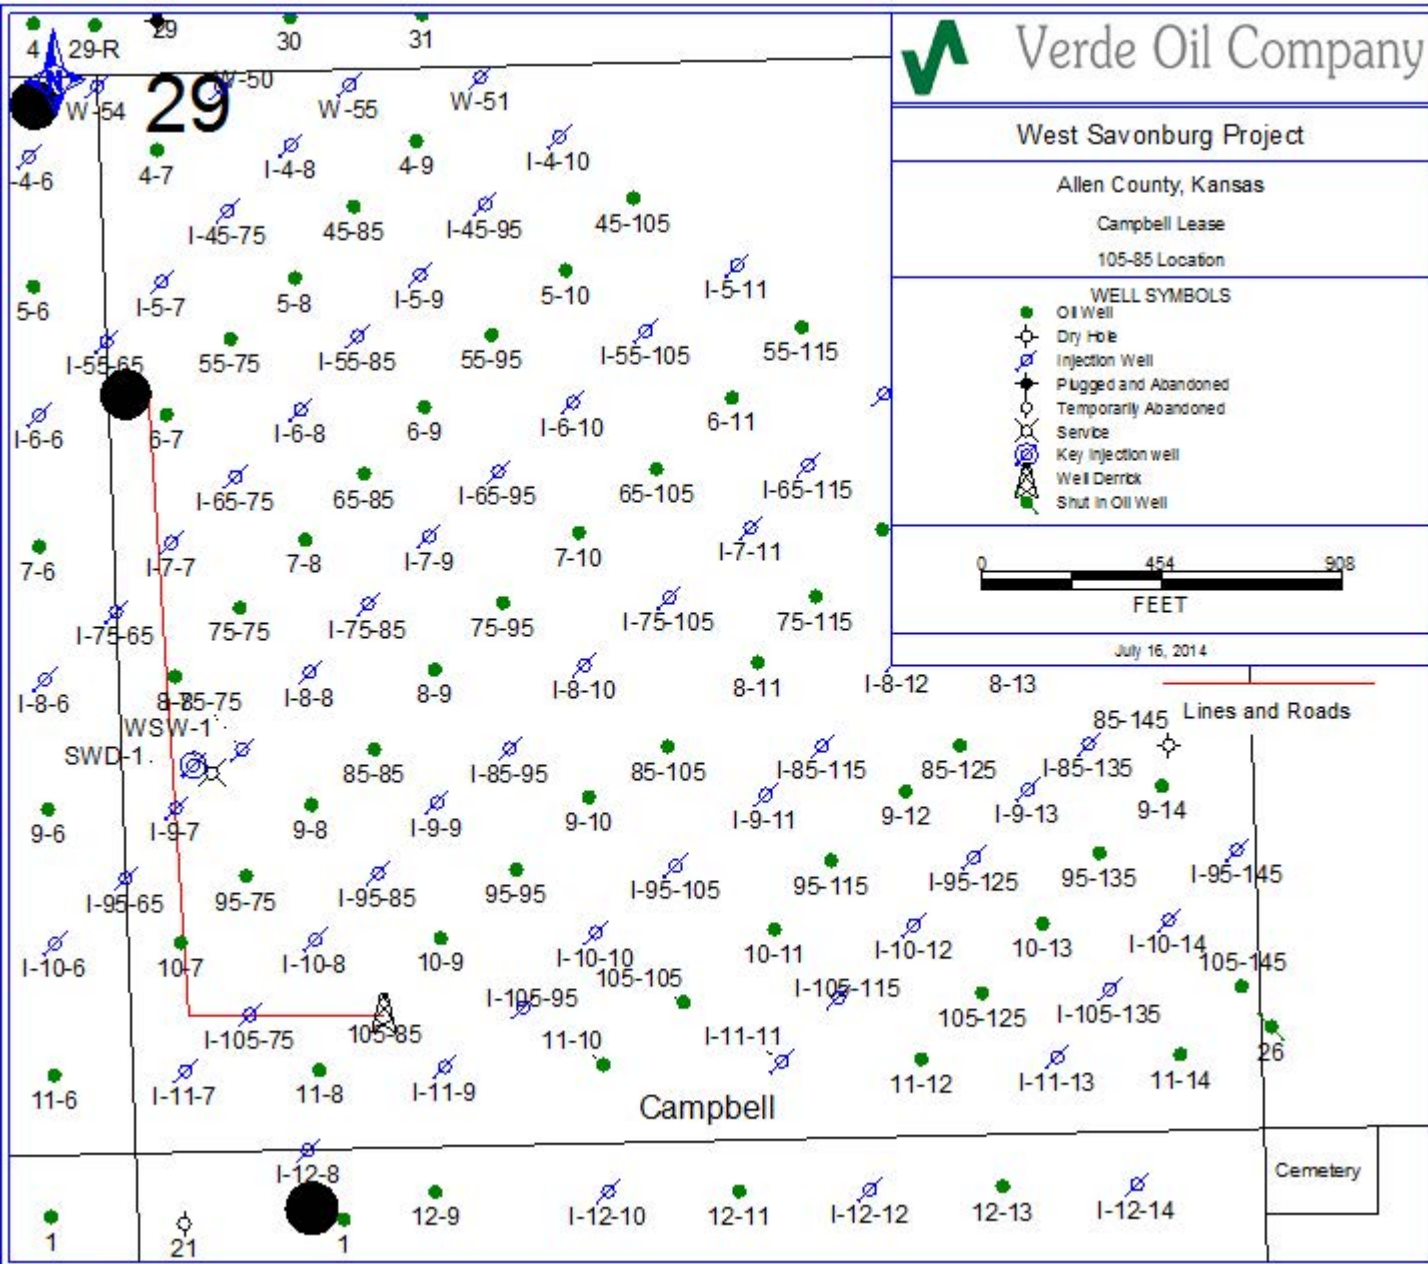 29
4 29-R 30 31
Verde Oil Company
W-50
W-54 29 W-55 W-51
West Savonburg Project
-4-6 4-7 I-4-8 4-9 I-4-10
Allen County, Kansas
Campbell Lease
105-85 Location
I-45-75 45-85 I-45-95 45-105
5-6 I-5-7 5-8 I-5-9 5-10 I-5-11
WELL SYMBOLS
Oil Well
Dry Hole
Injection Well
Plugged and Abandoned
Temporarily Abandoned
Service
Key Injection well
Well Derrick
Shut In Oil Well
I-55-65 55-75 I-55-85 55-95 I-55-105 55-115
I-6-6 6-7 I-6-8 6-9 I-6-10 6-11
I-65-75 65-85 I-65-95 65-105 I-65-115
7-6 I-7-7 7-8 I-7-9 7-10 I-7-11
0 454 908
FEET
I-75-65 75-75 I-75-85 75-95 I-75-105 75-115
July 16, 2014
I-8-6 8-7 85-75 I-8-8 8-9 I-8-10 8-11 I-8-12 8-13
Lines and Roads
WSW-1
SWD-1
85-85 I-85-95 85-105 I-85-115 85-125 I-85-135 85-145
9-6 I-9-7 9-8 I-9-9 9-10 I-9-11 9-12 I-9-13 9-14
I-95-65 95-75 I-95-85 95-95 I-95-105 95-115 I-95-125 95-135 I-95-145
I-10-6 10-7 I-10-8 10-9 I-10-10 10-11 I-10-12 10-13 I-10-14
I-105-75 105-85 I-105-95 105-105 I-105-115 105-125 I-105-135 105-145
26
11-6 I-11-7 11-8 I-11-9 11-10 I-11-11 11-12 I-11-13 11-14
Campbell
I-12-8
Cemetery
1 21 1 12-9 I-12-10 12-11 I-12-12 12-13 I-12-14